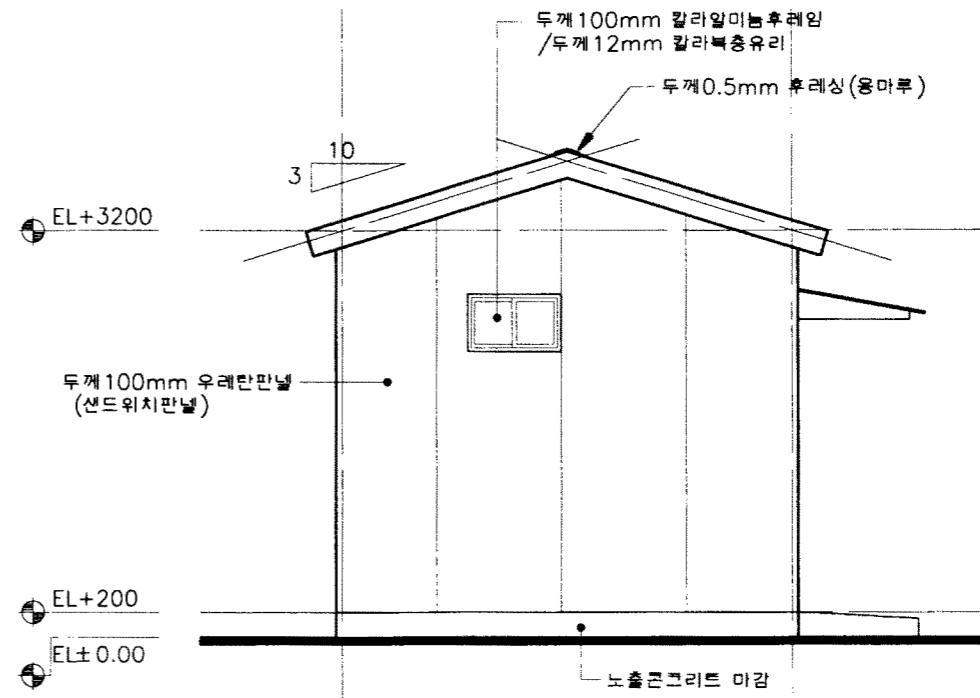 두께100mm 칼라알미늄후레임
/두께12mm 칼라복층유리
두께0.5mm 후레싱(용마루)
10
3
EL+3200
두께100mm 우레탄판넬
(샌드위치판넬)
EL+200
EL±0.00
노출콘크리트 마감